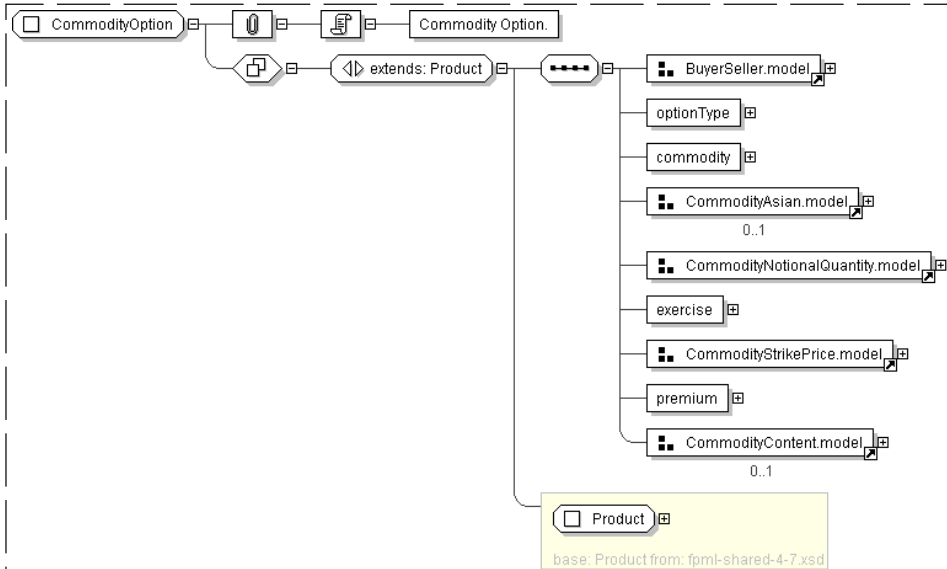 CommodityOption
Commodity Option.
extends: Product
BuyerSeller.model
optionType
commodity
CommodityAsian.model
0..1
CommodityNotionalQuantity.model
exercise
CommodityStrikePrice.model
premium
CommodityContent.model
0..1
Product
base: Product from: fpml-shared-4-7.xsd